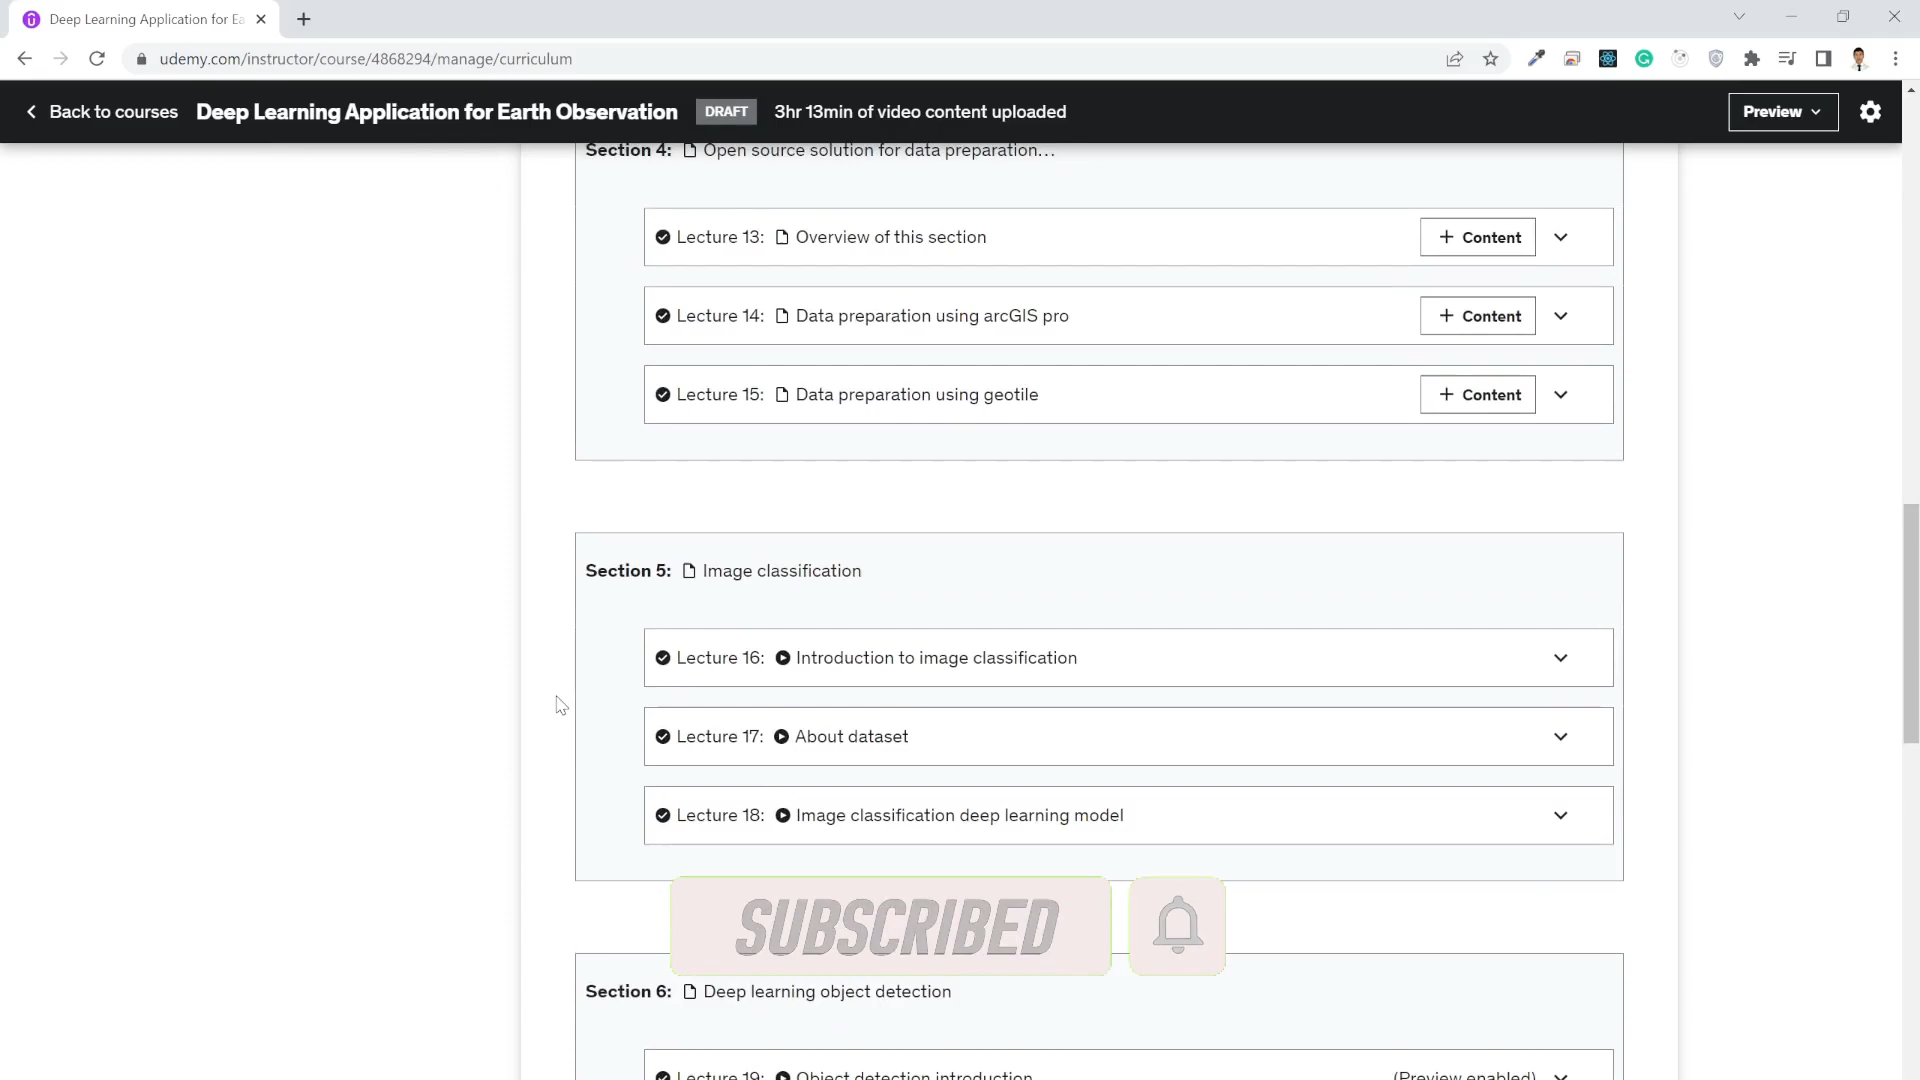 Deep Learning Application for Ea
udemy.com/instructor/course/4868294/manage/curriculum
Back to courses Deep Learning Application for Earth Observation DRAFT 3hr 13min of video content uploaded Preview
Section 4: Open source solution for data preparation...
Lecture 13: Overview of this section + Content
Lecture 14: Data preparation using arcGIS pro + Content
Lecture 15: Data preparation using geotile + Content
Section 5: Image classification
Lecture 16: Introduction to image classification
Lecture 17: About dataset
Lecture 18: Image classification deep learning model
SUBSCRIBED
Section 6: Deep learning object detection
Lecture 19: Object detection introduction (Preview enabled)